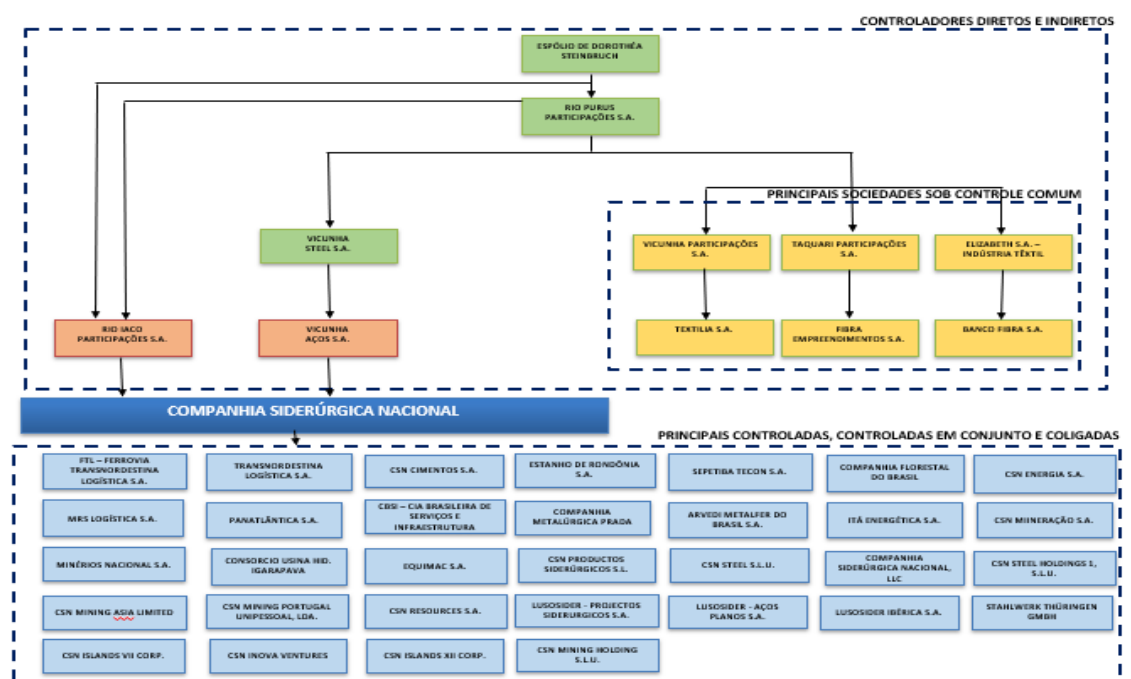 CONTROLADORES DIRETOS E INDIRETOS
ESPÓLIO DE DOROTHÉA
STEINBRUCH
RIO PURUS
PARTICIPAÇÕES S.A.
PRINCIPAIS SOCIEDADES SOB CONTROLE COMUM
VICUNHA
STEEL S.A.
VICUNHA PARTICIPAÇÕES
S.A.
TAQUARI PARTICIPAÇÕES
S.A.
ELIZABETH S.A. –
INDÚSTRIA TÊXTIL
RIO IACO
PARTICIPAÇÕES S.A.
VICUNHA
AÇOS S.A.
TEXTILIA S.A.
FIBRA
EMPREENDIMENTOS S.A.
BANCO FIBRA S.A.
COMPANHIA SIDERÚRGICA NACIONAL
PRINCIPAIS CONTROLADAS, CONTROLADAS EM CONJUNTO E COLIGADAS
FTL – FERROVIA
TRANSNORDESTINA
LOGÍSTICA S.A.
TRANSNORDESTINA
LOGÍSTICA S.A.
CSN CIMENTOS S.A.
ESTANHO DE RONDÔNIA
S.A.
SEPETIBA TECON S.A.
COMPANHIA FLORESTAL
DO BRASIL
CSN ENERGIA S.A.
MRS LOGÍSTICA S.A.
PANATLÂNTICA S.A.
CBSI – CIA BRASILEIRA DE
SERVIÇOS E
INFRAESTRUTURA
COMPANHIA
METALÚRGICA PRADA
ARVEDI METALFER DO
BRASIL S.A.
ITÁ ENERGÉTICA S.A.
CSN MIINERAÇÃO S.A.
MINÉRIOS NACIONAL S.A.
CONSORCIO USINA HID.
IGARAPAVA
EQUIMAC S.A.
CSN PRODUCTOS
SIDERÚRGICOS S.L.
CSN STEEL S.L.U.
COMPANHIA
SIDERÚRGICA NACIONAL,
LLC
CSN STEEL HOLDINGS 1,
S.L.U.
CSN MINING ASIA LIMITED
CSN MINING PORTUGAL
UNIPESSOAL, LDA.
CSN RESOURCES S.A.
LUSOSIDER - PROJECTOS
SIDERURGICOS S.A.
LUSOSIDER - AÇOS
PLANOS S.A.
LUSOSIDER IBÉRICA S.A.
STAHLWERK THÜRINGEN
GMBH
CSN ISLANDS VII CORP.
CSN INOVA VENTURES
CSN ISLANDS XII CORP.
CSN MINING HOLDING
S.L.U.